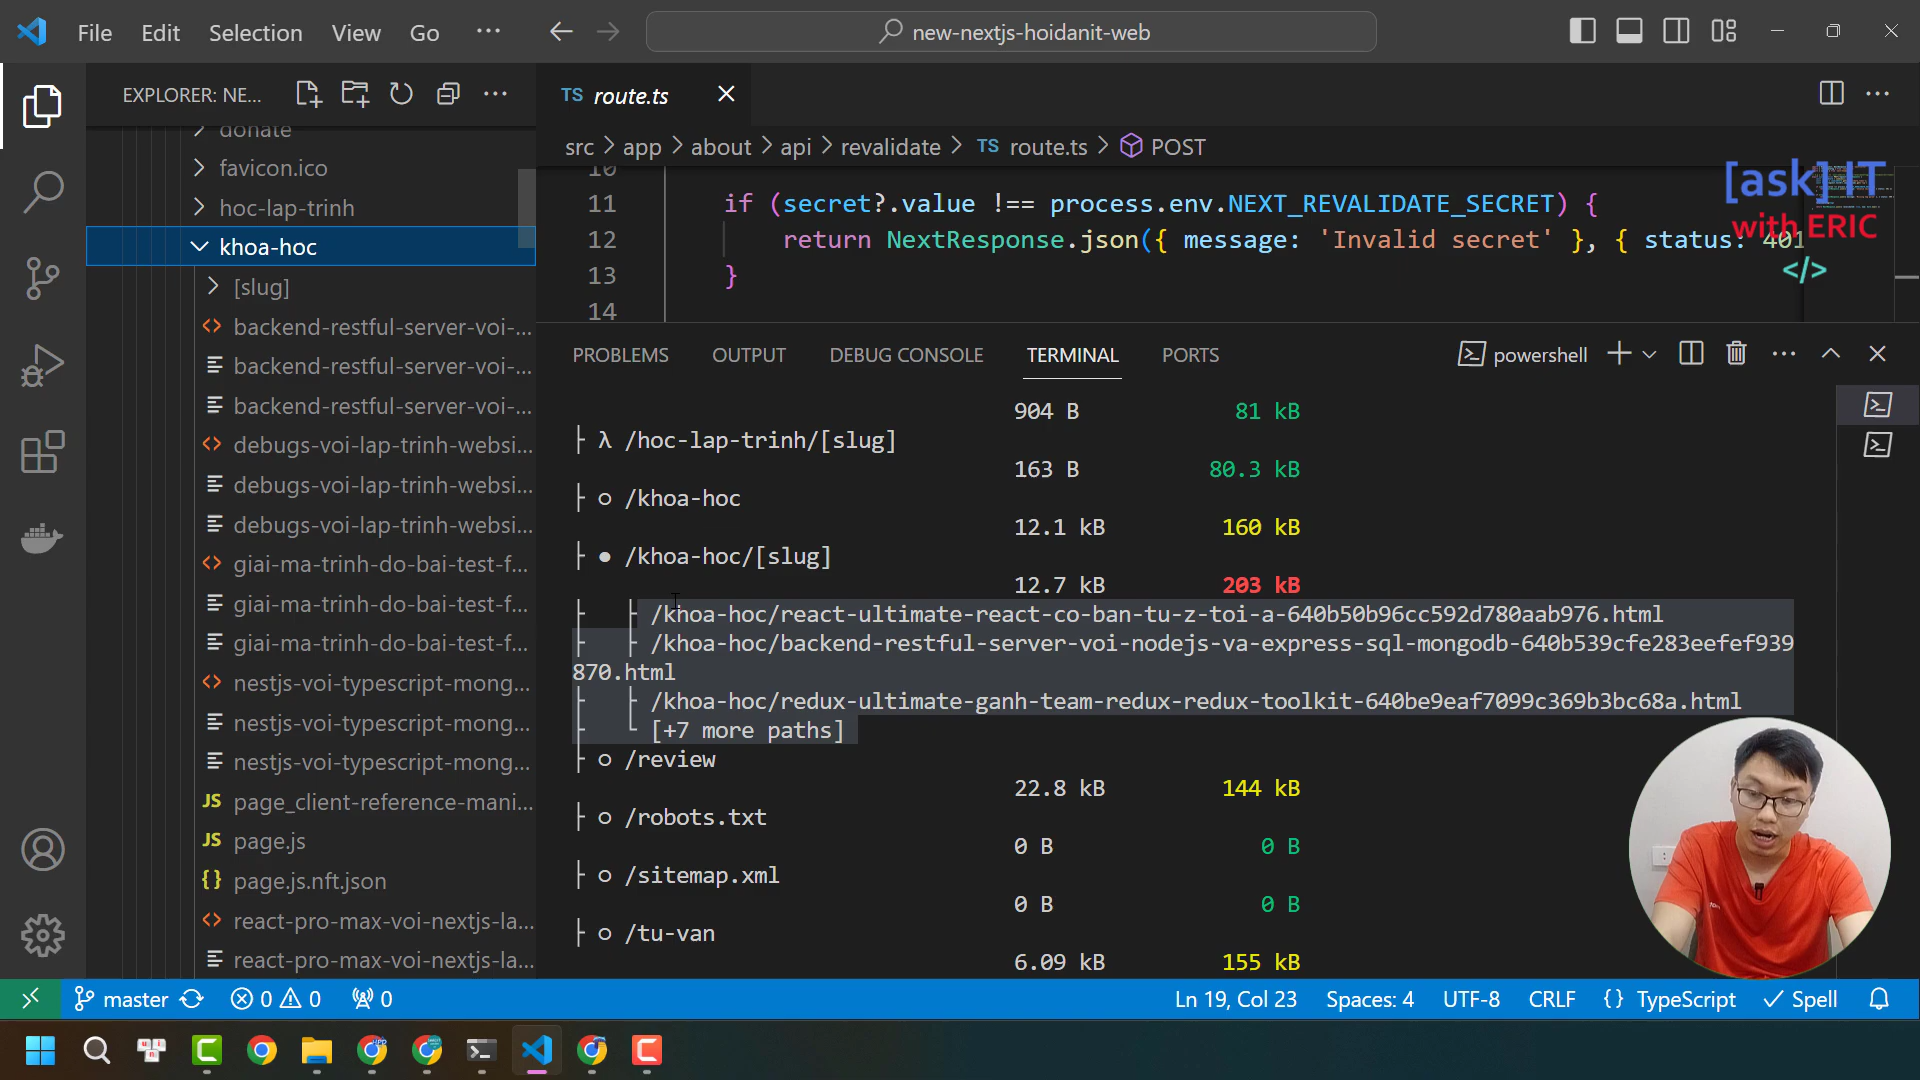 File Edit Selection View Go ···
new-nextjs-hoidanit-web
EXPLORER: NE...
donate
favicon.ico
hoc-lap-trinh
khoa-hoc
[slug]
backend-restful-server-voi-...
backend-restful-server-voi-...
backend-restful-server-voi-...
debugs-voi-lap-trinh-websi...
debugs-voi-lap-trinh-websi...
debugs-voi-lap-trinh-websi...
giai-ma-trinh-do-bai-test-f...
giai-ma-trinh-do-bai-test-f...
giai-ma-trinh-do-bai-test-f...
nestjs-voi-typescript-mong...
nestjs-voi-typescript-mong...
nestjs-voi-typescript-mong...
JS page_client-reference-mani...
JS page.js
{} page.js.nft.json
react-pro-max-voi-nextjs-la...
react-pro-max-voi-nextjs-la...
TS route.ts
src > app > about > api > revalidate > TS route.ts > POST
10
11 if (secret?.value !== process.env.NEXT_REVALIDATE_SECRET) {
12 return NextResponse.json({ message: 'Invalid secret' }, { status: 401
13 }
14
[ask] IT
with ERIC
</>
PROBLEMS OUTPUT DEBUG CONSOLE TERMINAL PORTS
powershell
904 B 81 kB
├ λ /hoc-lap-trinh/[slug]
163 B 80.3 kB
├ ○ /khoa-hoc
12.1 kB 160 kB
├ ● /khoa-hoc/[slug]
12.7 kB 203 kB
├ ├ /khoa-hoc/react-ultimate-react-co-ban-tu-z-toi-a-640b50b96cc592d780aab976.html
├ ├ /khoa-hoc/backend-restful-server-voi-nodejs-va-express-sql-mongodb-640b539cfe283eefef939
870.html
├ ├ /khoa-hoc/redux-ultimate-ganh-team-redux-redux-toolkit-640be9eaf7099c369b3bc68a.html
├ └ [+7 more paths]
├ ○ /review
22.8 kB 144 kB
├ ○ /robots.txt
0 B 0 B
├ ○ /sitemap.xml
0 B 0 B
├ ○ /tu-van
6.09 kB 155 kB
master 0 0 0
Ln 19, Col 23 Spaces: 4 UTF-8 CRLF {} TypeScript Spell